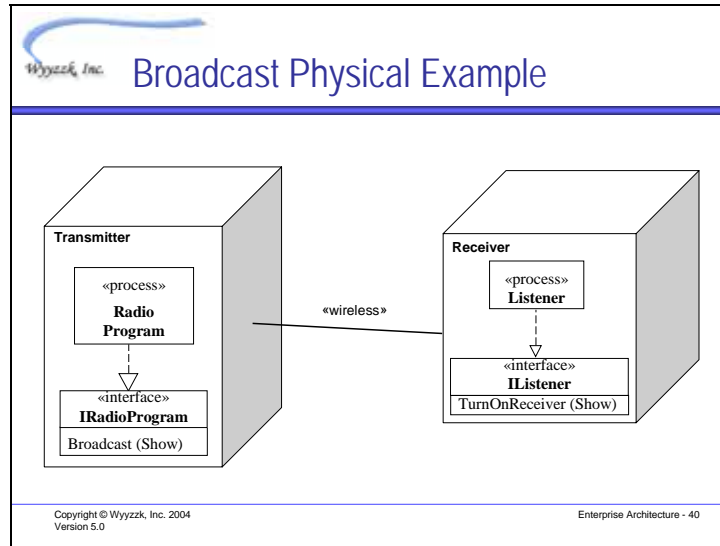 Wyyzzk, Inc.
Broadcast Physical Example
Transmitter
«process»
Radio
Program
«interface»
IRadioProgram
Broadcast (Show)
«wireless»
Receiver
«process»
Listener
«interface»
IListener
TurnOnReceiver (Show)
Copyright © Wyyzzk, Inc. 2004
Version 5.0
Enterprise Architecture - 40